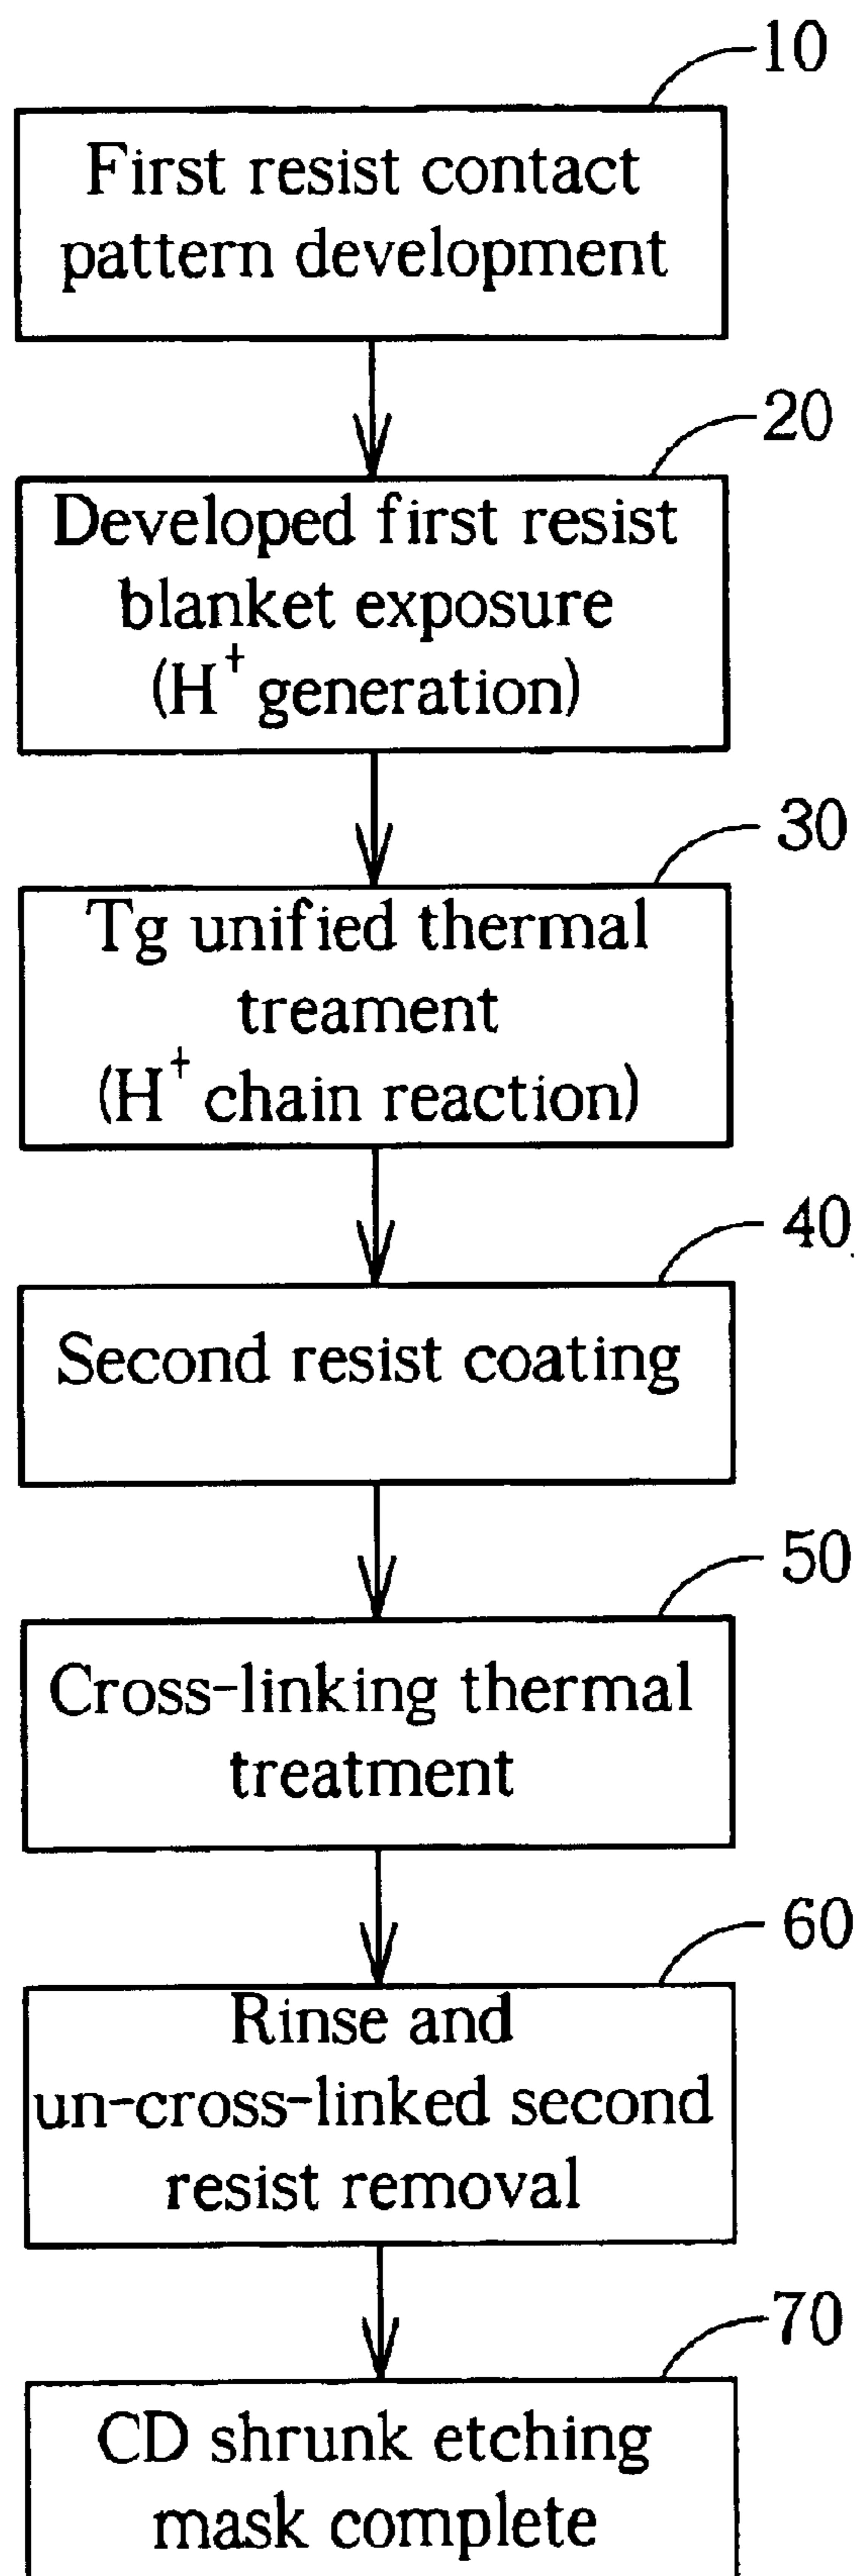 10
First resist contact
pattern development
20
Developed first resist
blanket exposure
(H⁺ generation)
30
Tg unified thermal
treament
(H⁺ chain reaction)
40
Second resist coating
50
Cross-linking thermal
treatment
60
Rinse and
un-cross-linked second
resist removal
70
CD shrunk etching
mask complete